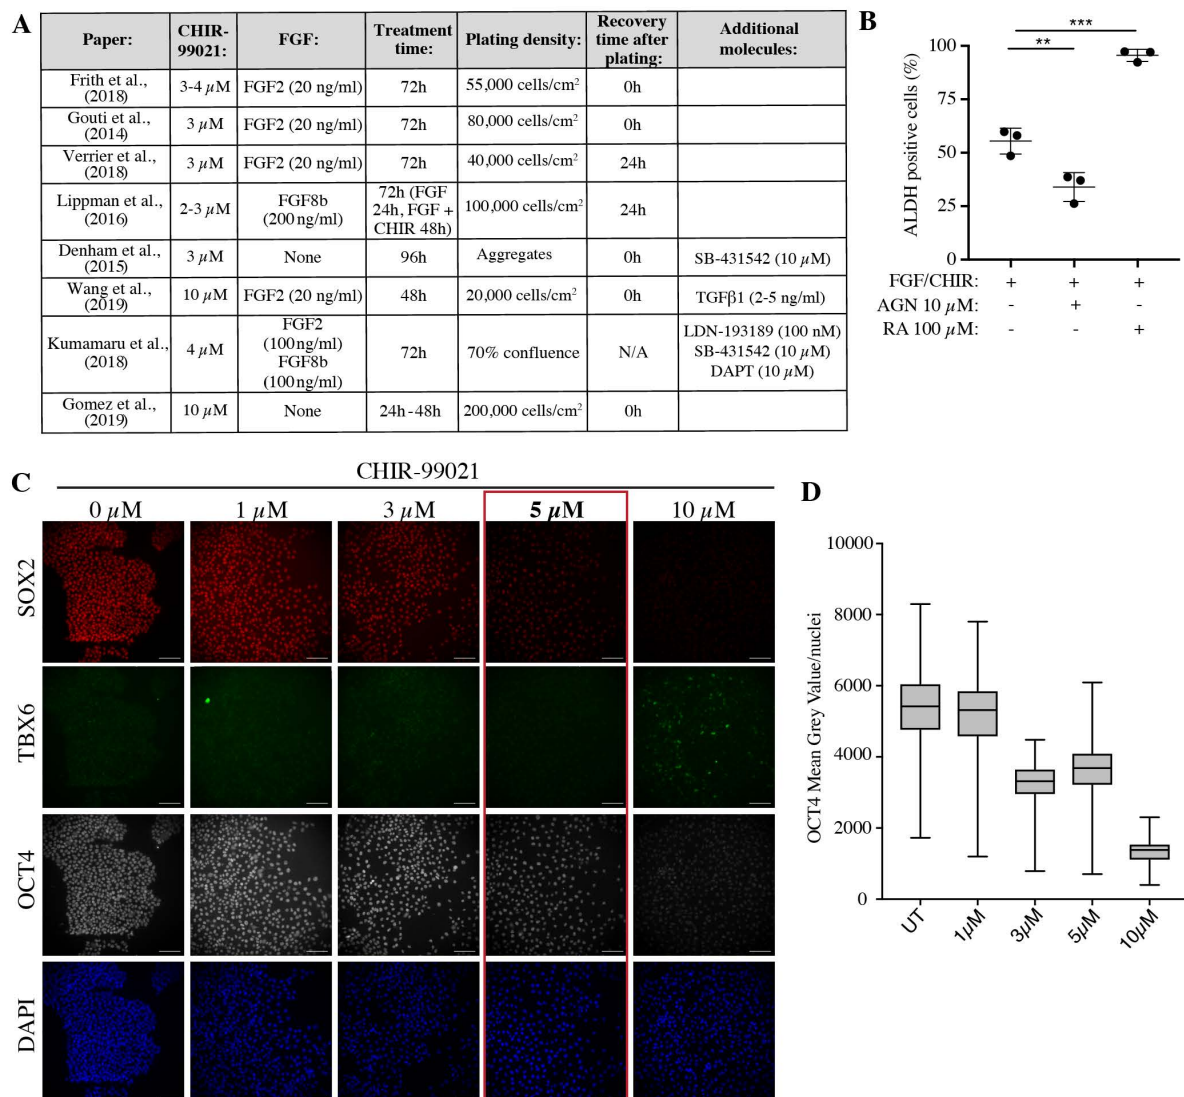 A
Paper: CHIR-99021: FGF: Treatment time: Plating density: Recovery time after plating: Additional molecules:
Frith et al., (2018) 3-4 µM FGF2 (20 ng/ml) 72h 55,000 cells/cm² 0h
Gouti et al., (2014) 3 µM FGF2 (20 ng/ml) 72h 80,000 cells/cm² 0h
Verrier et al., (2018) 3 µM FGF2 (20 ng/ml) 72h 40,000 cells/cm² 24h
Lippman et al., (2016) 2-3 µM FGF8b (200 ng/ml) 72h (FGF 24h, FGF + CHIR 48h) 100,000 cells/cm² 24h
Denham et al., (2015) 3 µM None 96h Aggregates 0h SB-431542 (10 µM)
Wang et al., (2019) 10 µM FGF2 (20 ng/ml) 48h 20,000 cells/cm² 0h TGFβ1 (2-5 ng/ml)
Kumamaru et al., (2018) 4 µM FGF2 (100ng/ml) FGF8b (100ng/ml) 72h 70% confluence N/A LDN-193189 (100 nM) SB-431542 (10 µM) DAPT (10 µM)
Gomez et al., (2019) 10 µM None 24h-48h 200,000 cells/cm² 0h
B
***
**
ALDH positive cells (%)
100
75
50
25
0
FGF/CHIR: + + +
AGN 10 µM: - + -
RA 100 µM: - - +
C
CHIR-99021
0 µM 1 µM 3 µM 5 µM 10 µM
SOX2
TBX6
OCT4
DAPI
D
OCT4 Mean Grey Value/nuclei
10000
8000
6000
4000
2000
0
UT 1µM 3µM 5µM 10µM